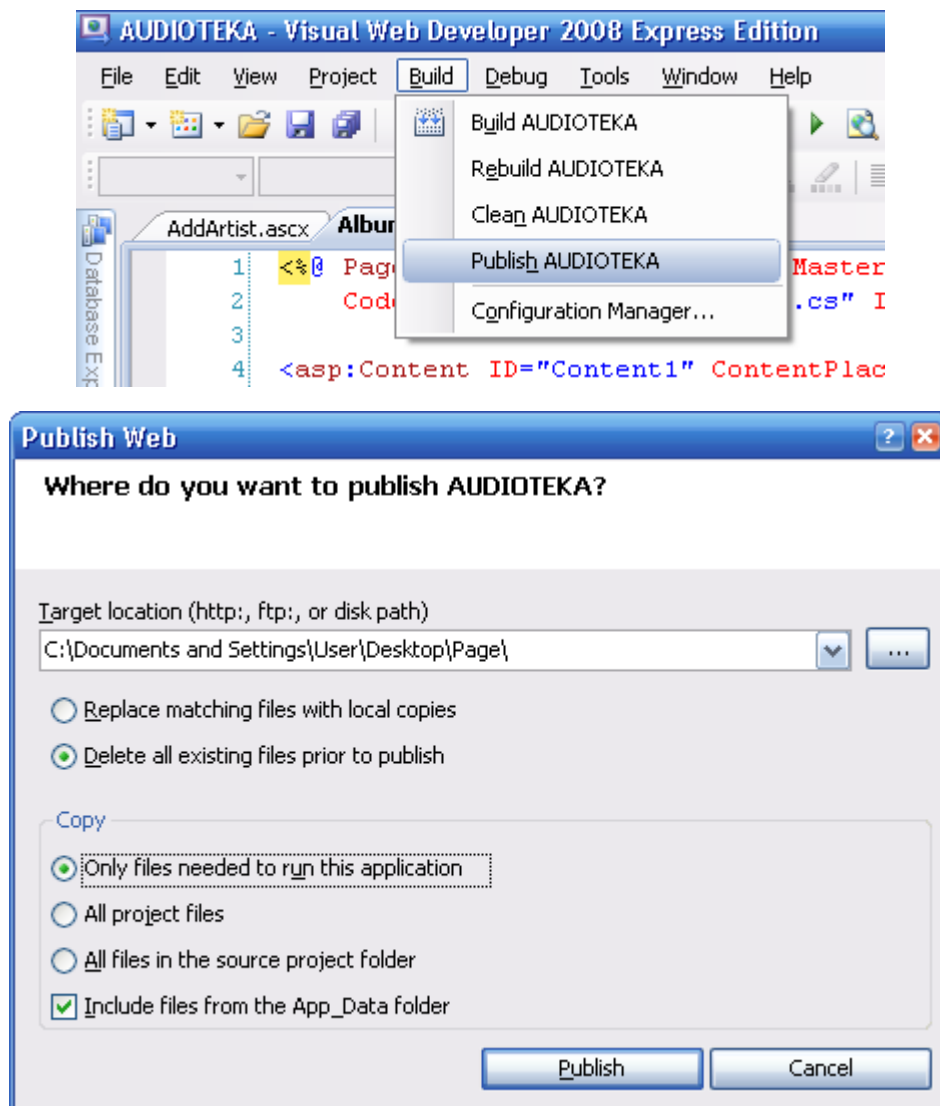 AUDIOTEKA - Visual Web Developer 2008 Express Edition
File Edit View Project Build Debug Tools Window Help
Build AUDIOTEKA
Rebuild AUDIOTEKA
Clean AUDIOTEKA
Publish AUDIOTEKA
Configuration Manager...
AddArtist.ascx Albu
Database Exp
1 <%@ Pag Master
2 Cod .cs" I
3
4 <asp:Content ID="Content1" ContentPlac
Publish Web
Where do you want to publish AUDIOTEKA?
Target location (http:, ftp:, or disk path)
C:\Documents and Settings\User\Desktop\Page\
...
Replace matching files with local copies
Delete all existing files prior to publish
Copy
Only files needed to run this application
All project files
All files in the source project folder
Include files from the App_Data folder
Publish Cancel